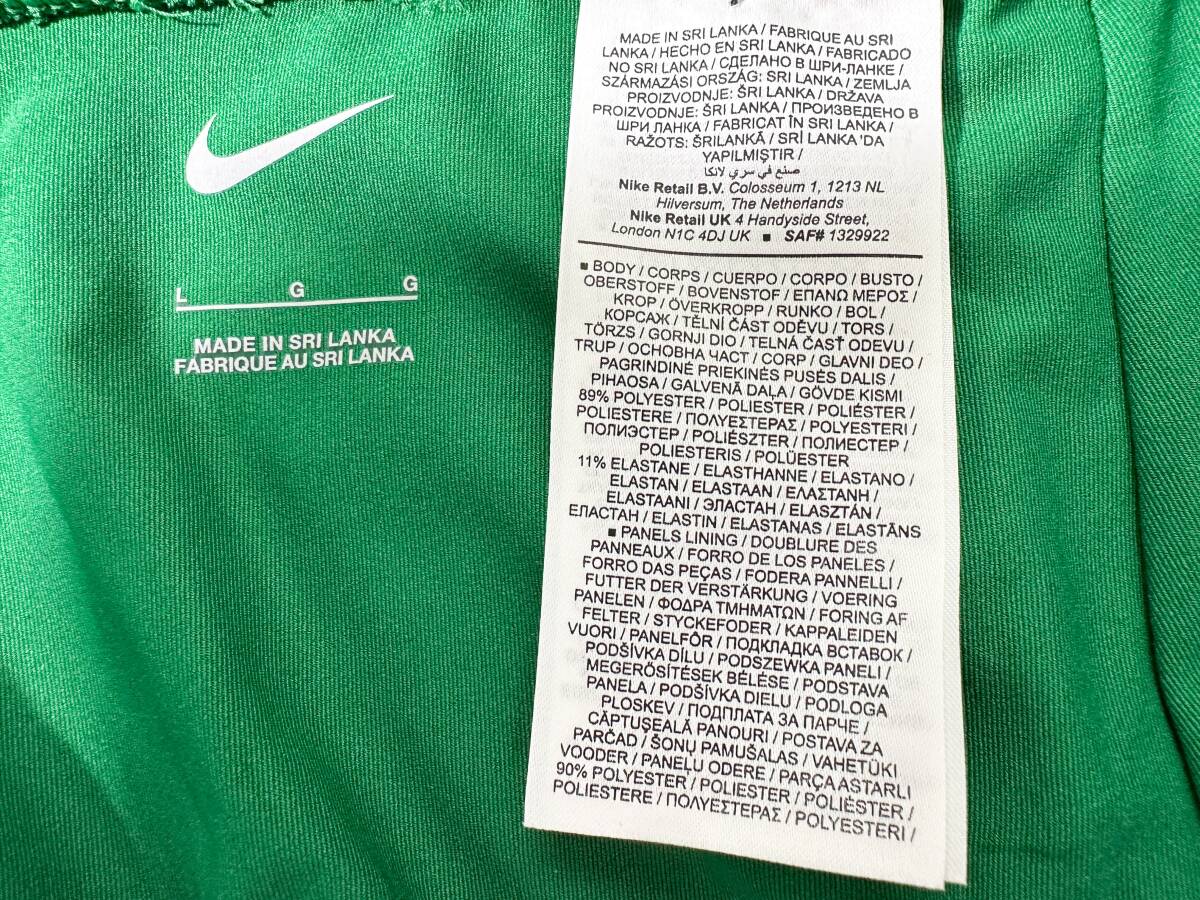 L G G
MADE IN SRI LANKA
FABRIQUE AU SRI LANKA
MADE IN SRI LANKA / FABRIQUE AU SRI
LANKA / HECHO EN SRI LANKA / FABRICADO
NO SRI LANKA / СДЕЛАНО В ШРИ-ЛАНКЕ /
SZÁRMAZÁSI ORSZÁG: SRI LANKA / ZEMLJA
PROIZVODNJE: ŠRI LANKA / DRŽAVA
PROIZVODNJE: ŠRI LANKA / ПРОИЗВЕДЕНО В
ШРИ ЛАНКА / FABRICAT ÎN SRI LANKA /
RAŽOTS: ŠRILANKĀ / SRİ LANKA 'DA
YAPILMIŞTIR /
صنع في سري لانكا
Nike Retail B.V. Colosseum 1, 1213 NL
Hilversum, The Netherlands
Nike Retail UK 4 Handyside Street,
London N1C 4DJ UK ■ SAF# 1329922
■ BODY / CORPS / CUERPO / CORPO / BUSTO /
OBERSTOFF / BOVENSTOF / ΕΠΑΝΩ ΜΕΡΟΣ /
KROP / ÖVERKROPP / RUNKO / BOL /
КОРСАЖ / TĚLNÍ ČÁST ODĚVU / TORS /
TÖRZS / GORNJI DIO / TELNÁ ČASŤ ODEVU /
TRUP / ОСНОВНА ЧАСТ / CORP / GLAVNI DEO /
PAGRINDINĖ PRIEKINĖS PUSĖS DALIS /
PIHAOSA / GALVENĀ DAĻA / GÖVDE KISMI
89% POLYESTER / POLIESTER / POLIÉSTER /
POLIESTERE / ΠΟΛΥΕΣΤΕΡΑΣ / POLYESTERI /
ПОЛИЭСТЕР / POLIÉSZTER / ПОЛИЕСТЕР /
POLIESTERIS / POLÜESTER
11% ELASTANE / ELASTHANNE / ELASTANO /
ELASTAN / ELASTAAN / ΕΛΑΣΤΑΝΗ /
ELASTAANI / ЭЛАСТАН / ELASZTÁN /
ЕЛАСТАН / ELASTIN / ELASTANAS / ELASTĀNS
■ PANELS LINING / DOUBLURE DES
PANNEAUX / FORRO DE LOS PANELES /
FORRO DAS PEÇAS / FODERA PANNELLI /
FUTTER DER VERSTÄRKUNG / VOERING
PANELEN / ΦΟΔΡΑ ΤΜΗΜΑΤΩΝ / FORING AF
FELTER / STYCKEFODER / KAPPALEIDEN
VUORI / PANELFÔR / ПОДКЛАДКА ВСТАВОК /
PODŠÍVKA DÍLU / PODSZEWKA PANELI /
MEGERŐSÍTÉSEK BÉLÉSE / PODSTAVA
PANELA / PODŠÍVKA DIELU / PODLOGA
PLOSKEV / ПОДПЛАТА ЗА ПАРЧЕ /
CĂPTUȘEALĂ PANOURI / POSTAVA ZA
PARČAD / ŠONŲ PAMUŠALAS / VAHETÜKI
VOODER / PANEĻU ODERE / PARÇA ASTARLI
90% POLYESTER / POLIESTER / POLIÉSTER /
POLIESTERE / ΠΟΛΥΕΣΤΕΡΑΣ / POLYESTERI /